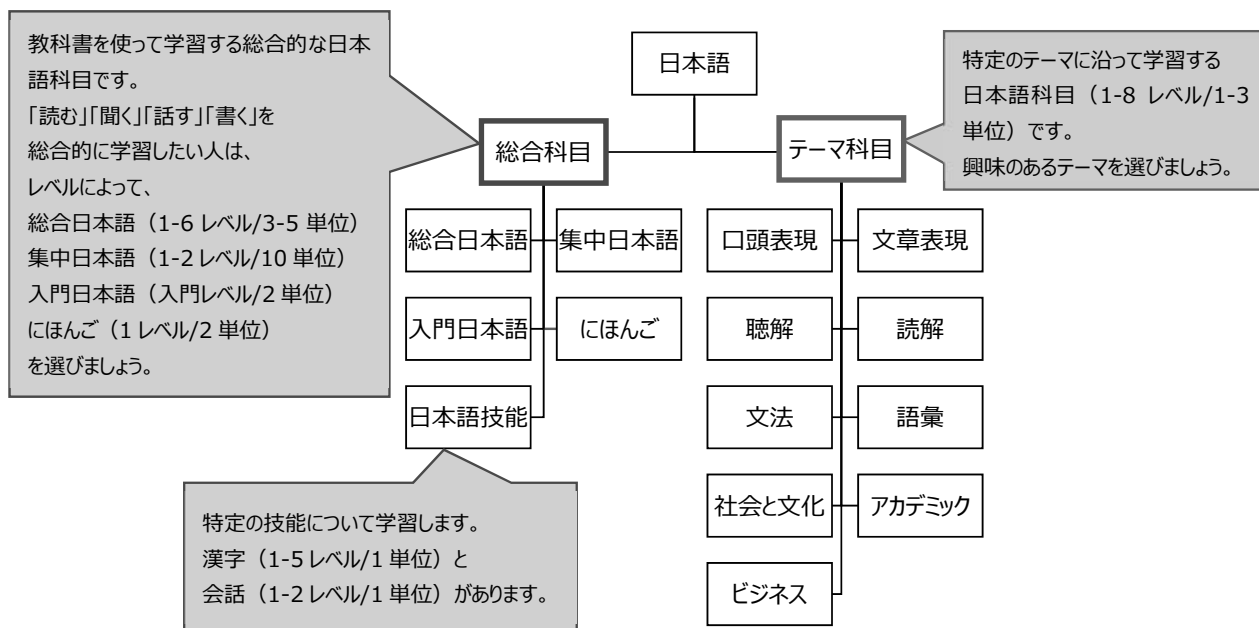 教科書を使って学習する総合的な日本
語科目です。
「読む」「聞く」「話す」「書く」を
総合的に学習したい人は、
レベルによって、
総合日本語（1-6 レベル/3-5 単位）
集中日本語（1-2 レベル/10 単位）
入門日本語（入門レベル/2 単位）
にほんご（1 レベル/2 単位）
を選びましょう。
日本語
特定のテーマに沿って学習する
日本語科目（1-8 レベル/1-3
単位）です。
興味のあるテーマを選びましょう。
総合科目
テーマ科目
総合日本語
集中日本語
入門日本語
にほんご
日本語技能
特定の技能について学習します。
漢字（1-5 レベル/1 単位）と
会話（1-2 レベル/1 単位）があります。
口頭表現
文章表現
聴解
読解
文法
語彙
社会と文化
アカデミック
ビジネス